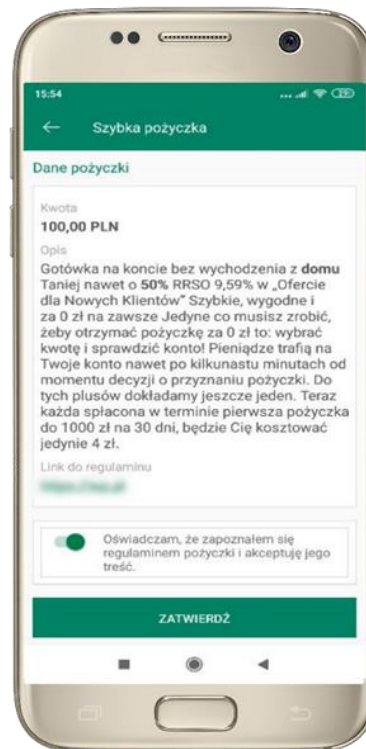 15:54
Szybka pożyczka
Dane pożyczki
Kwota
100,00 PLN
Opis
Gotówka na koncie bez wychodzenia z domu
Taniej nawet o 50% RRSO 9,59% w „Ofercie
dla Nowych Klientów” Szybkie, wygodne i
za 0 zł na zawsze Jedyne co musisz zrobić,
żeby otrzymać pożyczkę za 0 zł to: wybrać
kwotę i sprawdzić konto! Pieniądze trafią na
Twoje konto nawet po kilkunastu minutach od
momentu decyzji o przyznaniu pożyczki. Do
tych plusów dokładamy jeszcze jeden. Teraz
każda spłacona w terminie pierwsza pożyczka
do 1000 zł na 30 dni, będzie Cię kosztować
jedynie 4 zł.
Link do regulaminu
Oświadczam, że zapoznałem się
regulaminem pożyczki i akceptuję jego
treść.
ZATWIERDŹ